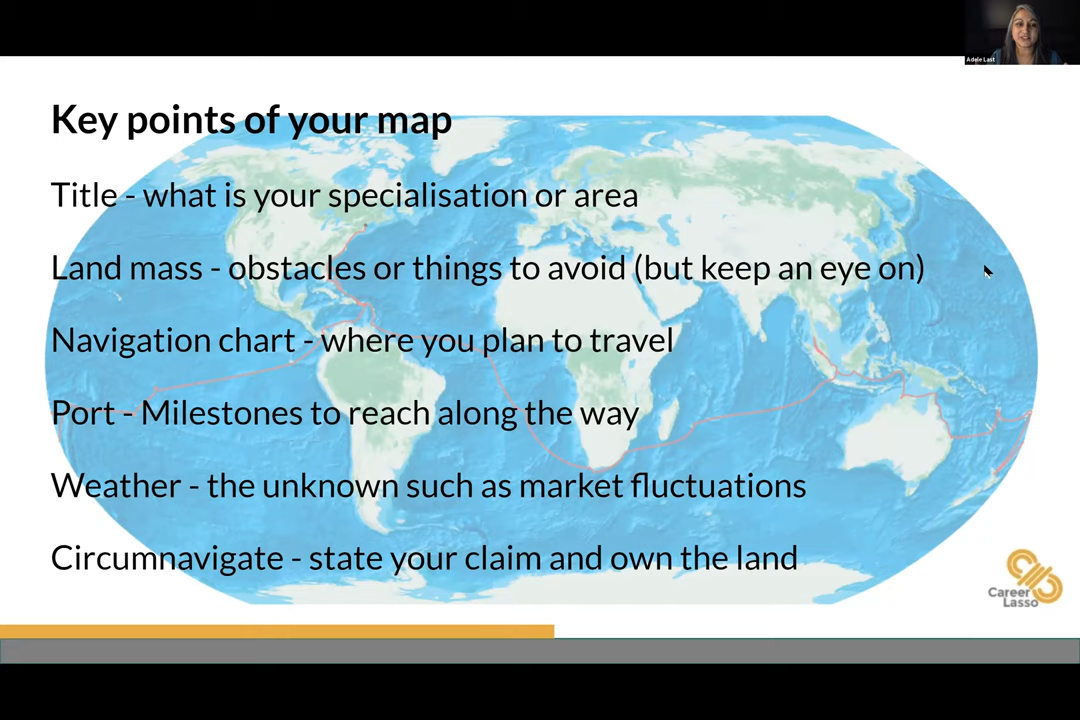 Adele Last
Key points of your map
Title - what is your specialisation or area
Land mass - obstacles or things to avoid (but keep an eye on)
Navigation chart - where you plan to travel
Port - Milestones to reach along the way
Weather - the unknown such as market fluctuations
Circumnavigate - state your claim and own the land
Career
Lasso